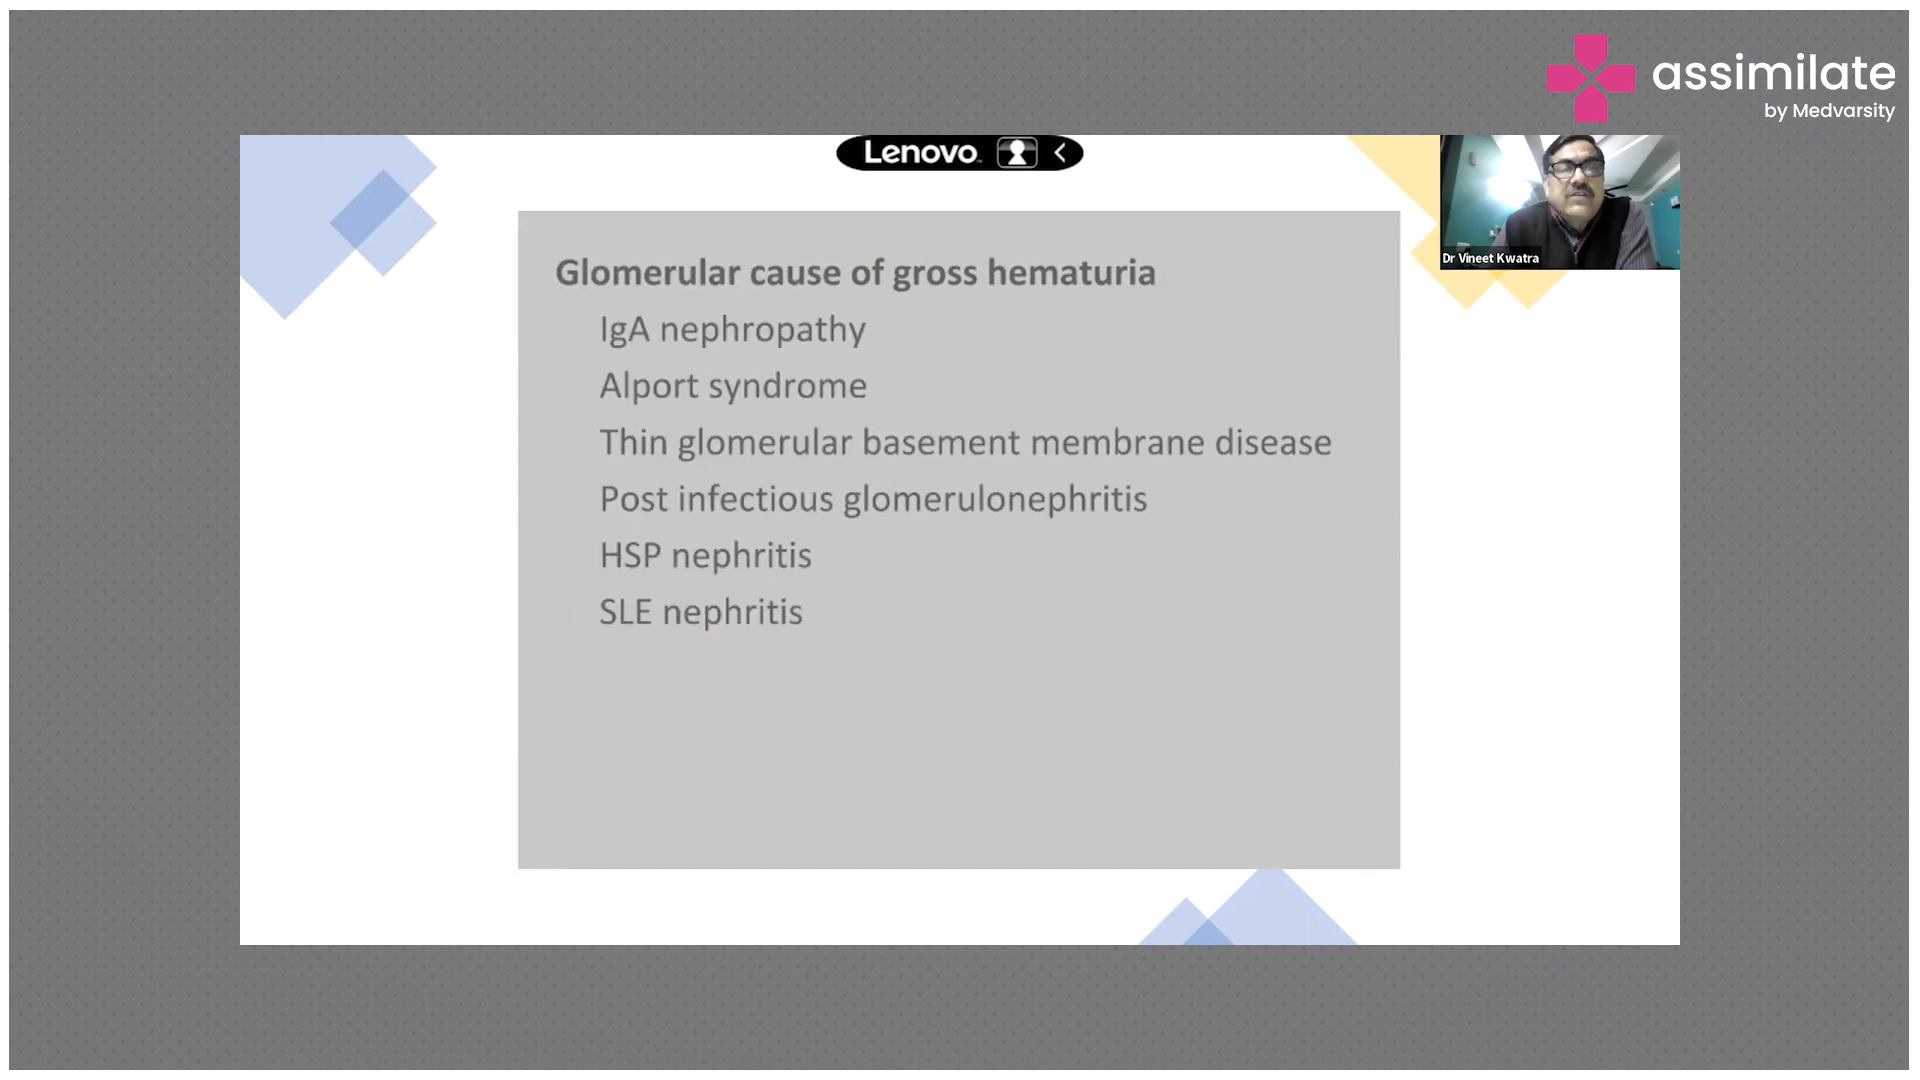 assimilate
by Medvarsity
Lenovo
Dr Vineet Kwatra
Glomerular cause of gross hematuria
IgA nephropathy
Alport syndrome
Thin glomerular basement membrane disease
Post infectious glomerulonephritis
HSP nephritis
SLE nephritis